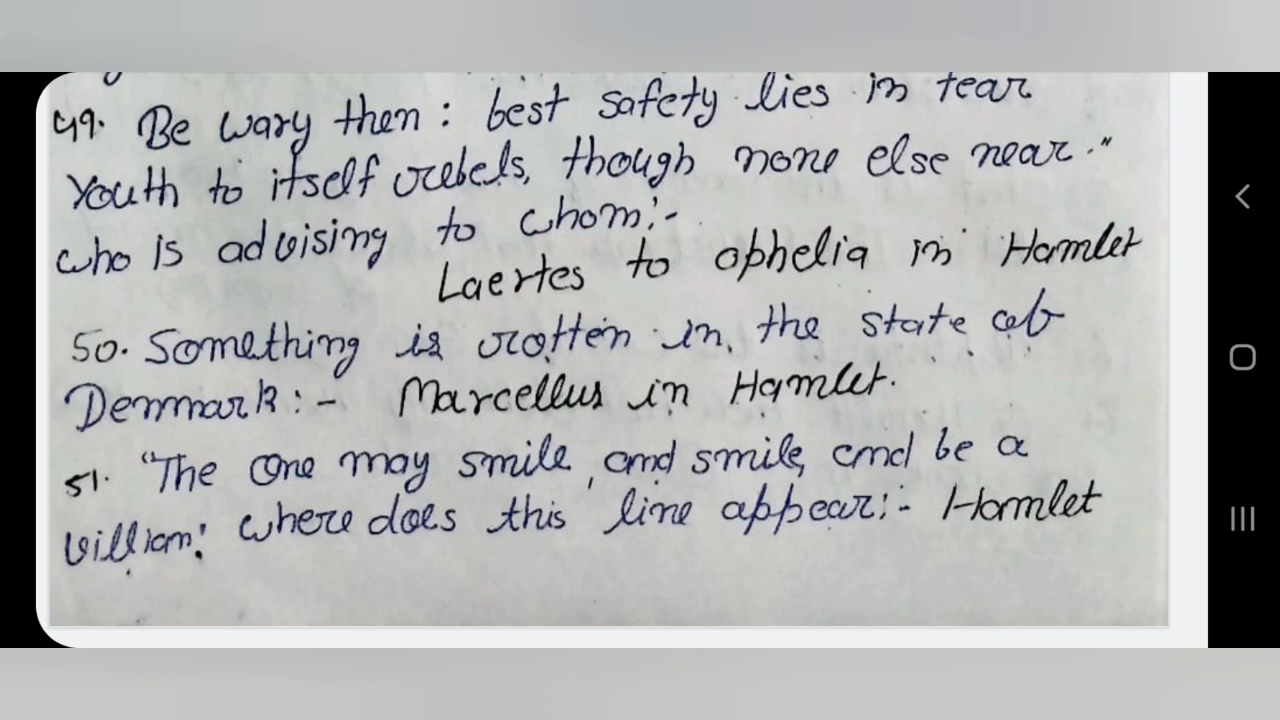 49. Be wary then : best safety lies in fear
Youth to itself rebels, though none else near."
who is advising to whom:-
Laertes to ophelia in Hamlet
50. Something is rotten in the state of
Denmark :- Marcellus in Hamlet.
51. "The One may smile and smile, and be a
villian: where does this line appear:- Hamlet